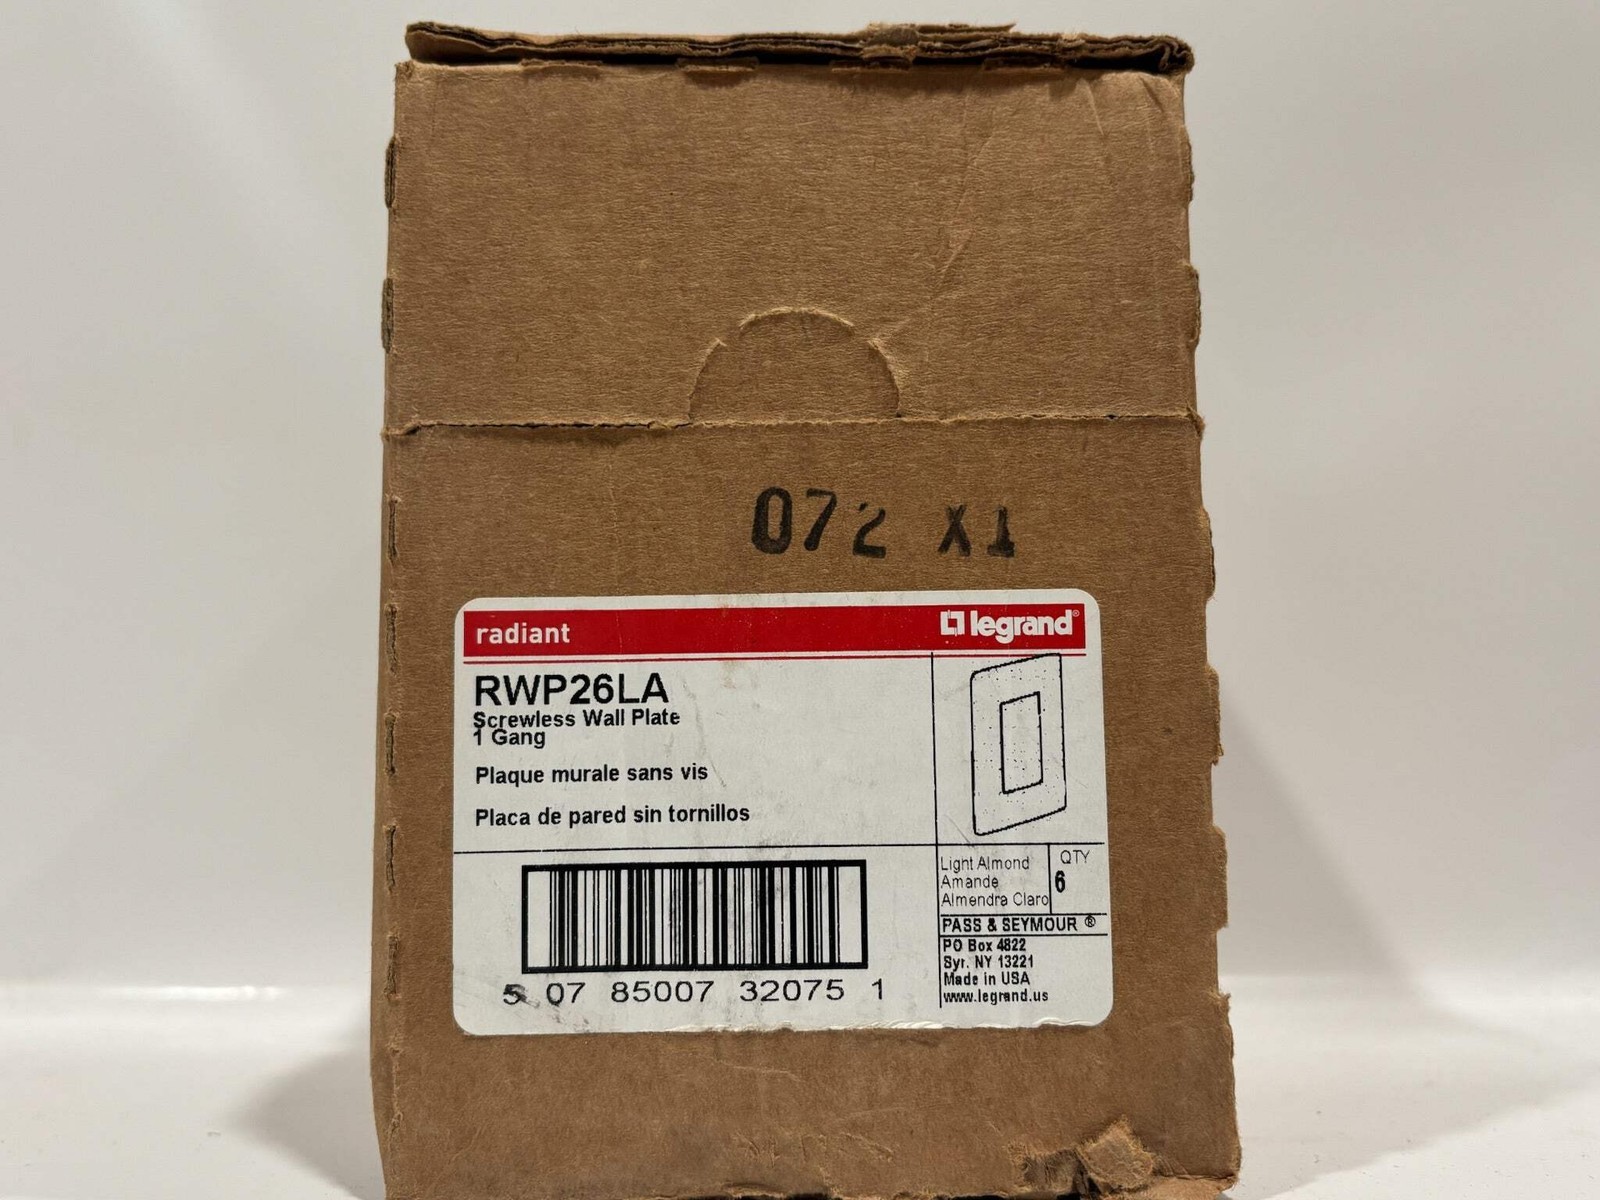 072 X1
radiant legrand®
RWP26LA
Screwless Wall Plate
1 Gang
Plaque murale sans vis
Placa de pared sin tornillos
Light Almond
Amande
Almendra Claro
QTY
6
PASS & SEYMOUR ®
PO Box 4822
Syr. NY 13221
Made in USA
www.legrand.us
5 07 85007 32075 1